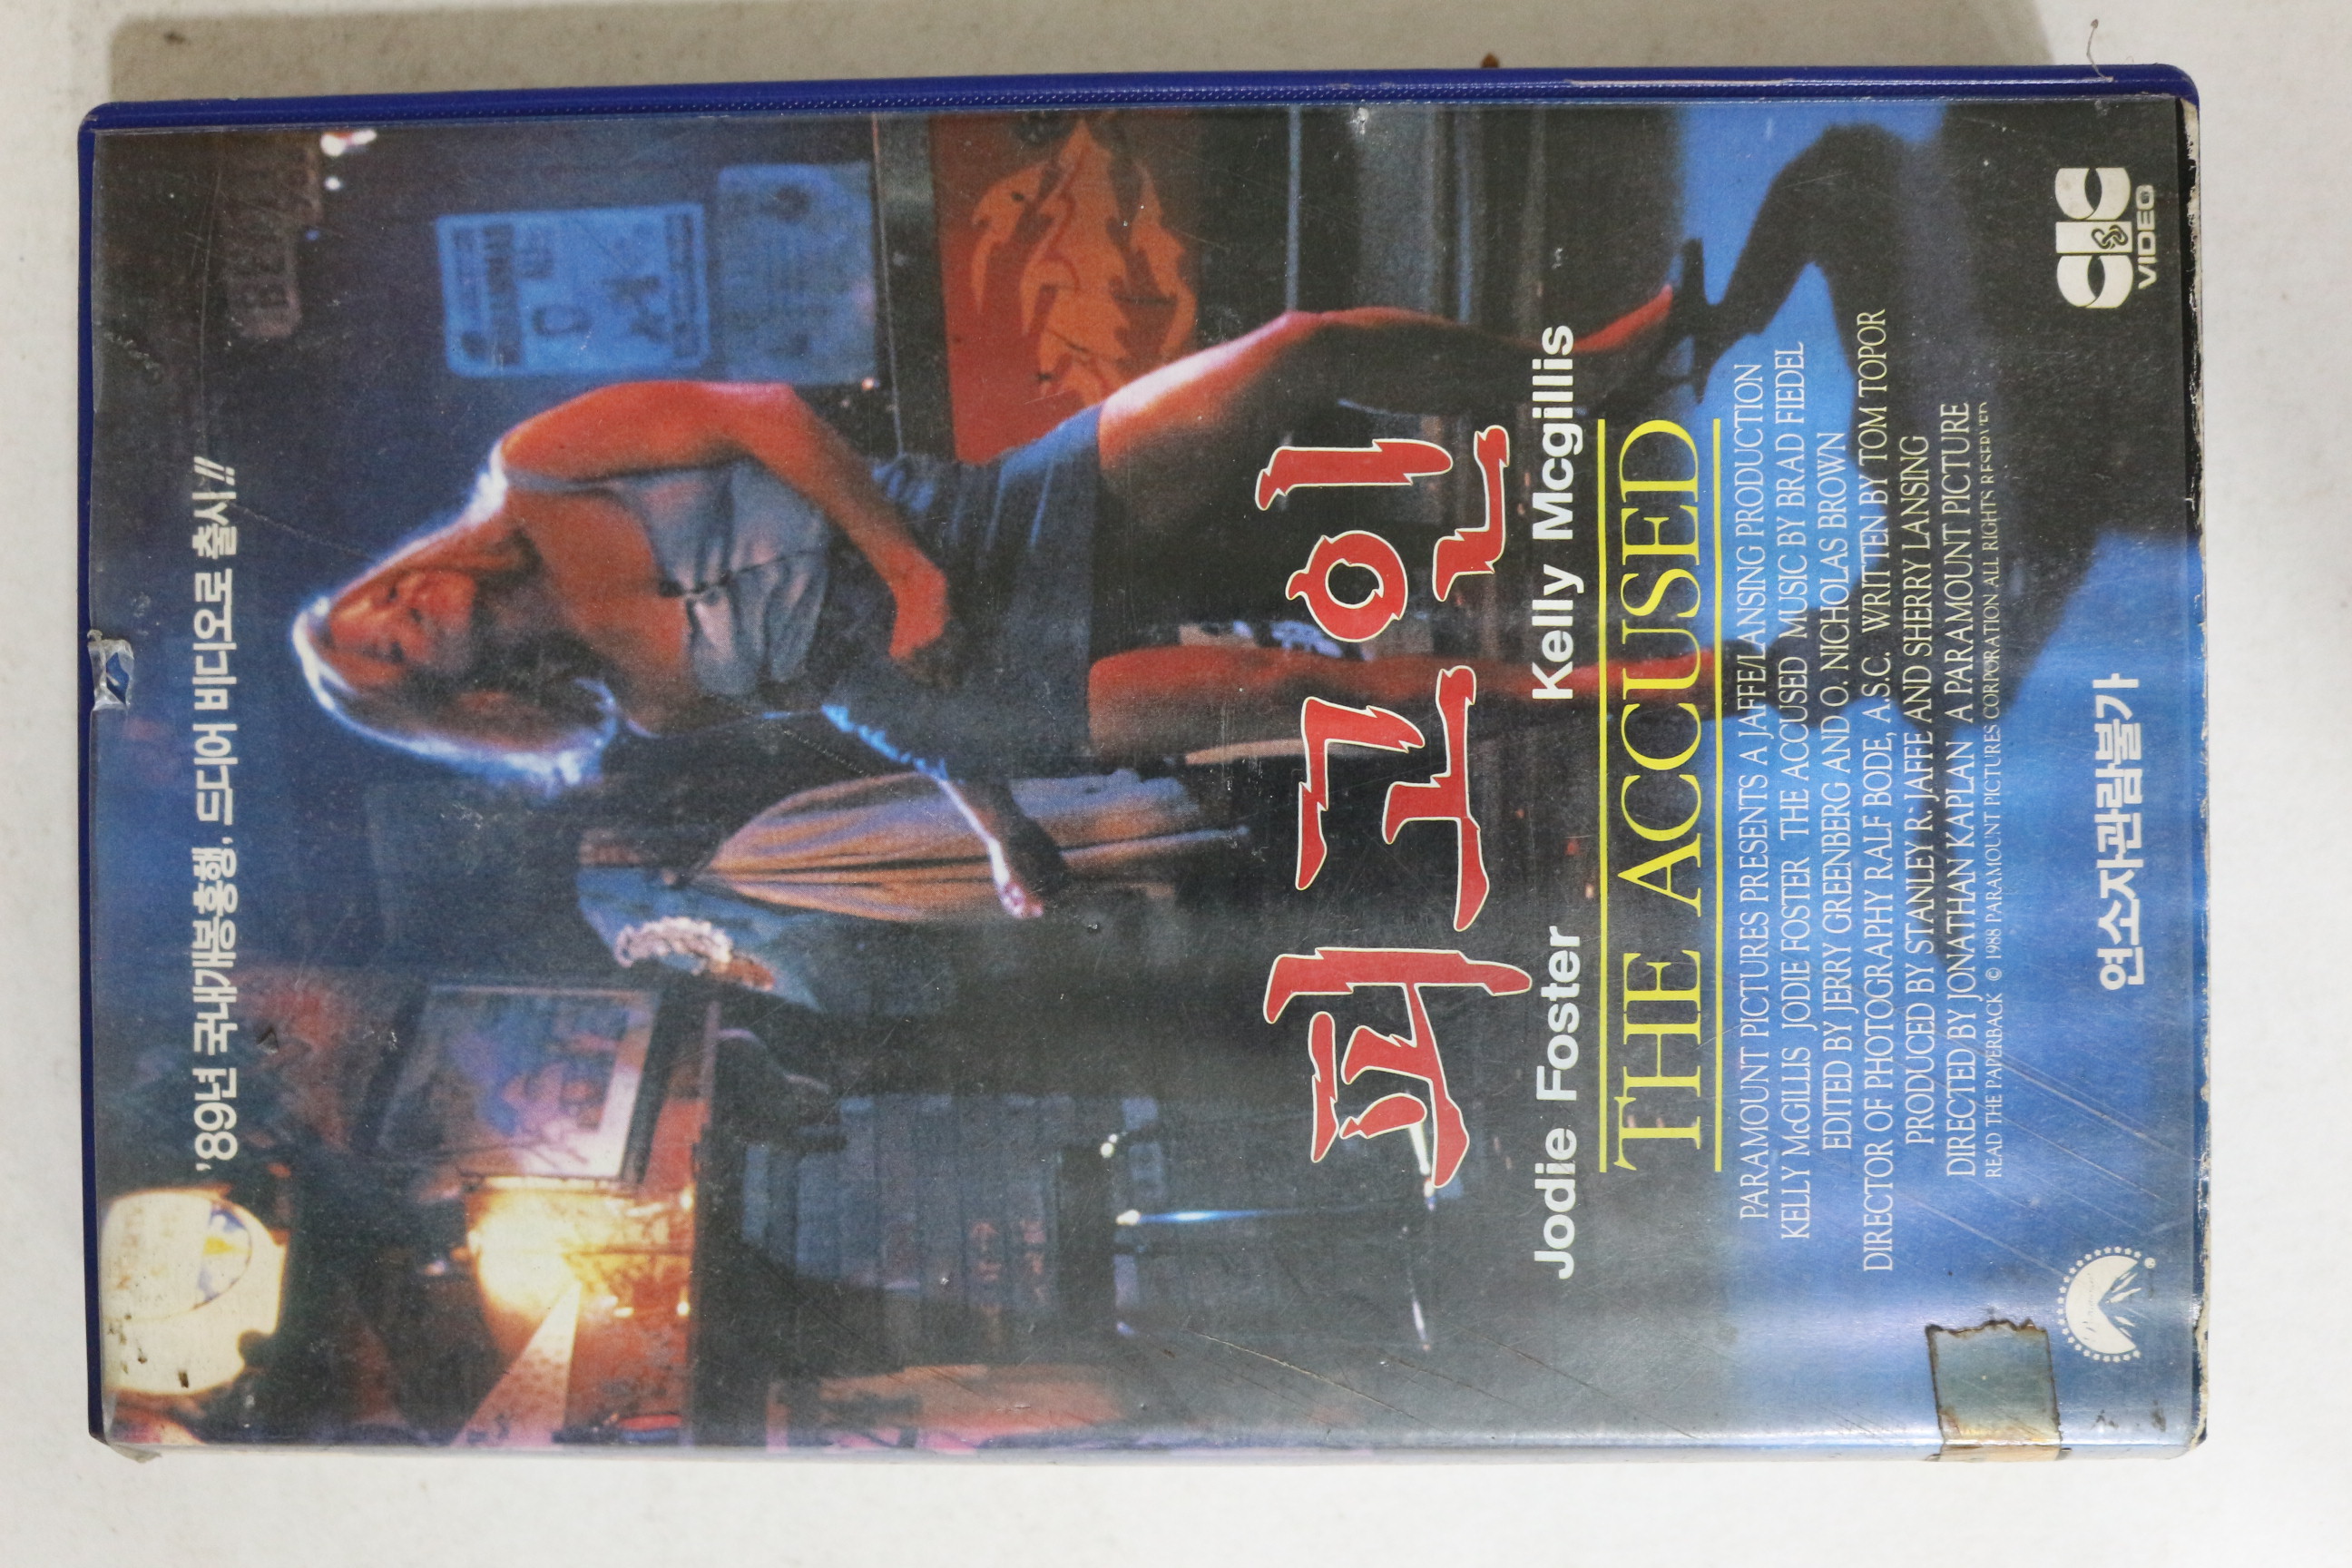 '89년 국내개봉흥행, 드디어 비디오로 출시!!
피고인
Jodie Foster Kelly Mcgillis
THE ACCUSED
PARAMOUNT PICTURES PRESENTS A JAFFE/LANSING PRODUCTION
KELLY McGILLIS JODIE FOSTER THE ACCUSED MUSIC BY BRAD FIEDEL
EDITED BY JERRY GREENBERG AND O. NICHOLAS BROWN
DIRECTOR OF PHOTOGRAPHY RALF BODE, A.S.C. WRITTEN BY TOM TOPOR
PRODUCED BY STANLEY R. JAFFE AND SHERRY LANSING
DIRECTED BY JONATHAN KAPLAN A PARAMOUNT PICTURE
READ THE PAPERBACK © 1988 PARAMOUNT PICTURES CORPORATION. ALL RIGHTS RESERVED
연소자관람불가
CIC
VIDEO